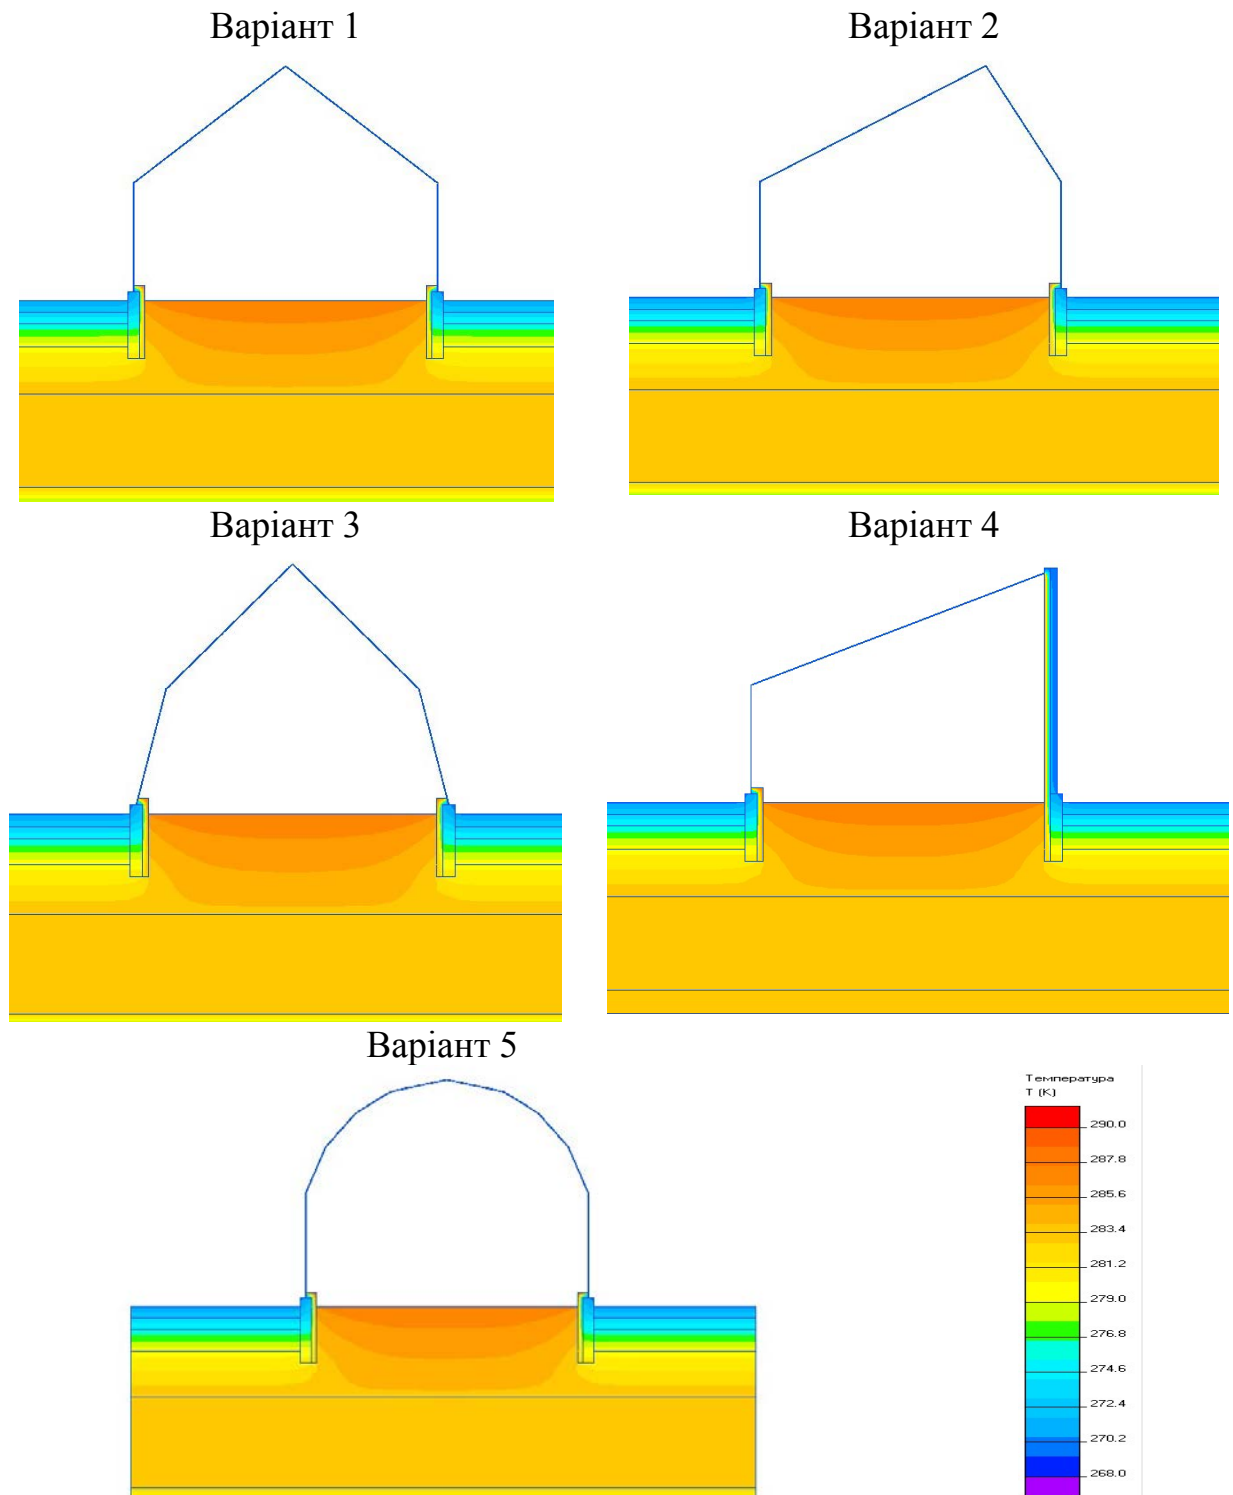 Варіант 1
Варіант 2
Варіант 3
Варіант 4
Варіант 5
Температура
T (K)
290.0
287.8
285.6
283.4
281.2
279.0
276.8
274.6
272.4
270.2
268.0